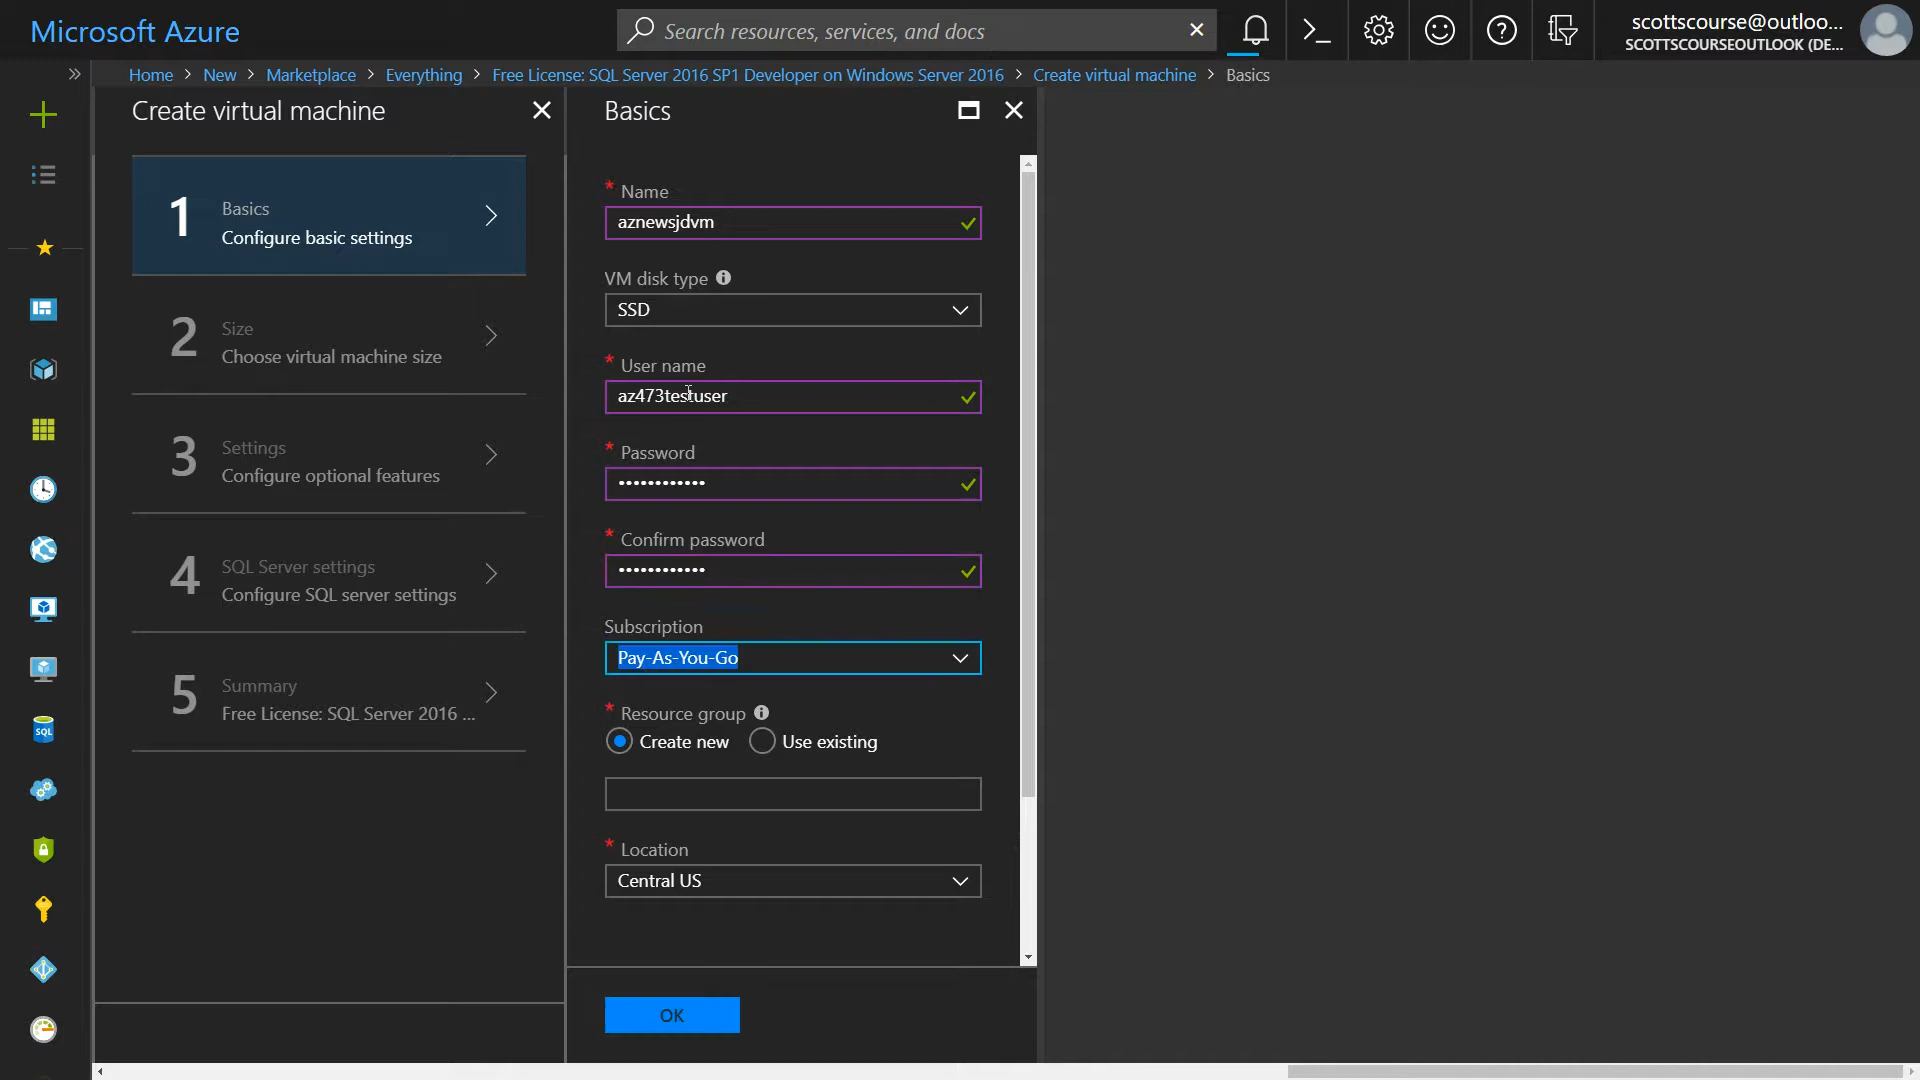 Microsoft Azure
Search resources, services, and docs
scottscourse@outloo...
SCOTTSCOURSEOUTLOOK (DE...
Home > New > Marketplace > Everything > Free License: SQL Server 2016 SP1 Developer on Windows Server 2016 > Create virtual machine > Basics
Create virtual machine
1
Basics
Configure basic settings
2
Size
Choose virtual machine size
3
Settings
Configure optional features
4
SQL Server settings
Configure SQL server settings
5
Summary
Free License: SQL Server 2016 ...
Basics
* Name
aznewsjdvm
VM disk type
SSD
* User name
az473testuser
* Password
••••••••••••
* Confirm password
••••••••••••
Subscription
Pay-As-You-Go
* Resource group
Create new Use existing
* Location
Central US
OK
SQL